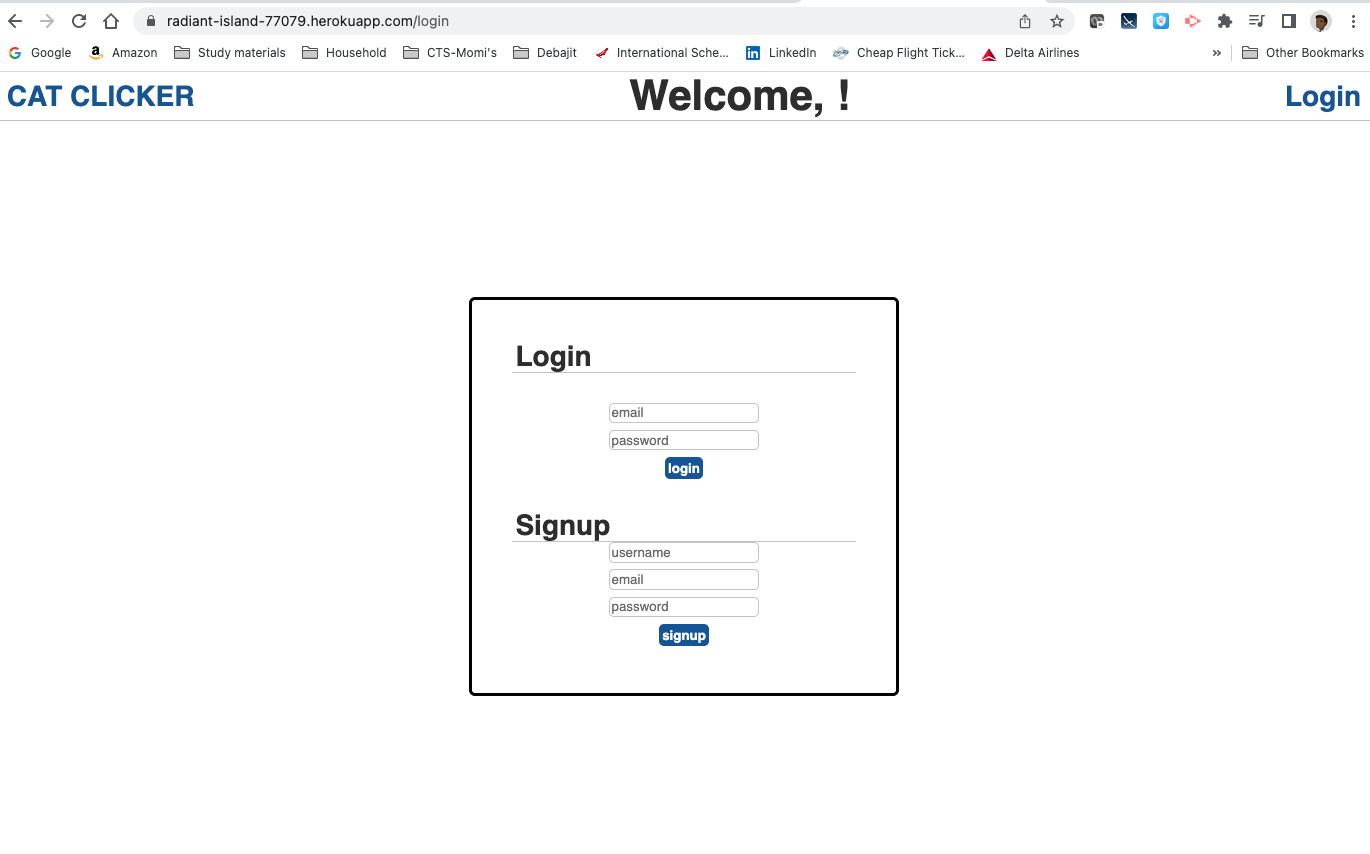 radiant-island-77079.herokuapp.com/login
Google Amazon Study materials Household CTS-Momi's Debajit International Sche... LinkedIn Cheap Flight Tick... Delta Airlines » Other Bookmarks
CAT CLICKER Welcome, ! Login
Login
email
password
login
Signup
username
email
password
signup